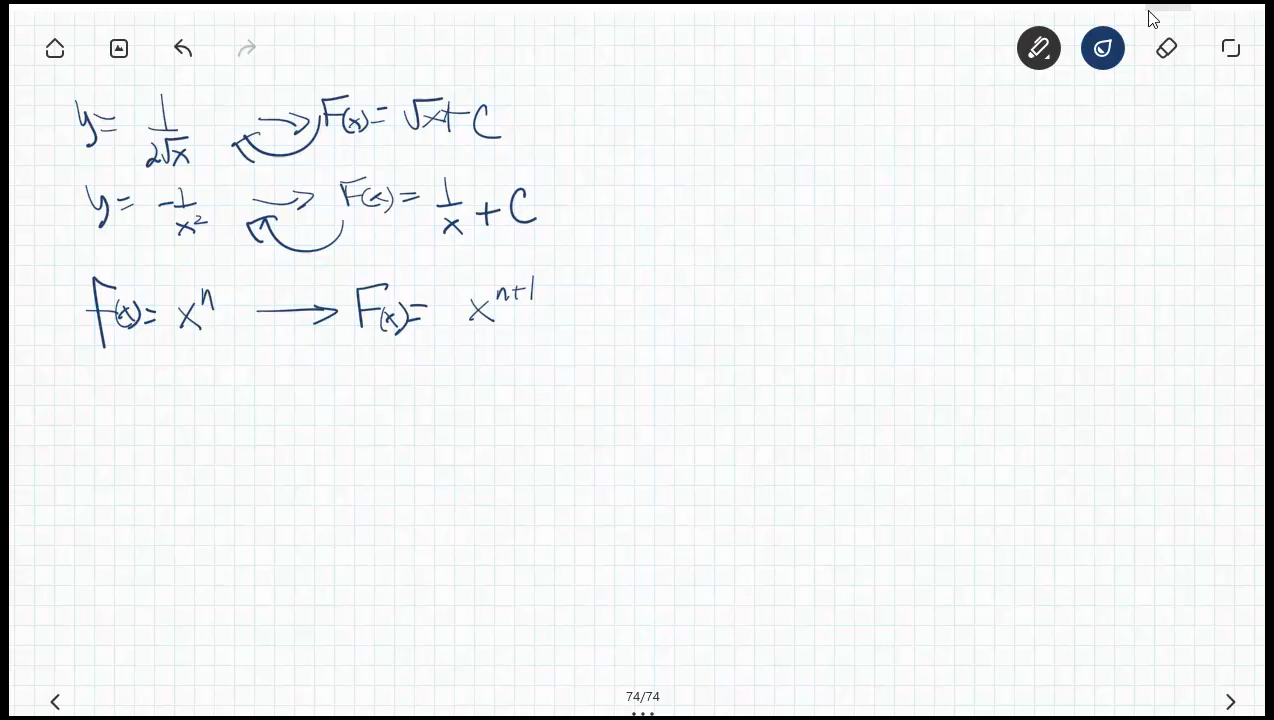 y = 1/(2√x) → F(x) = √x + C
y = -1/x² → F(x) = 1/x + C
f(x) = xⁿ → F(x) = xⁿ⁺¹
74/74